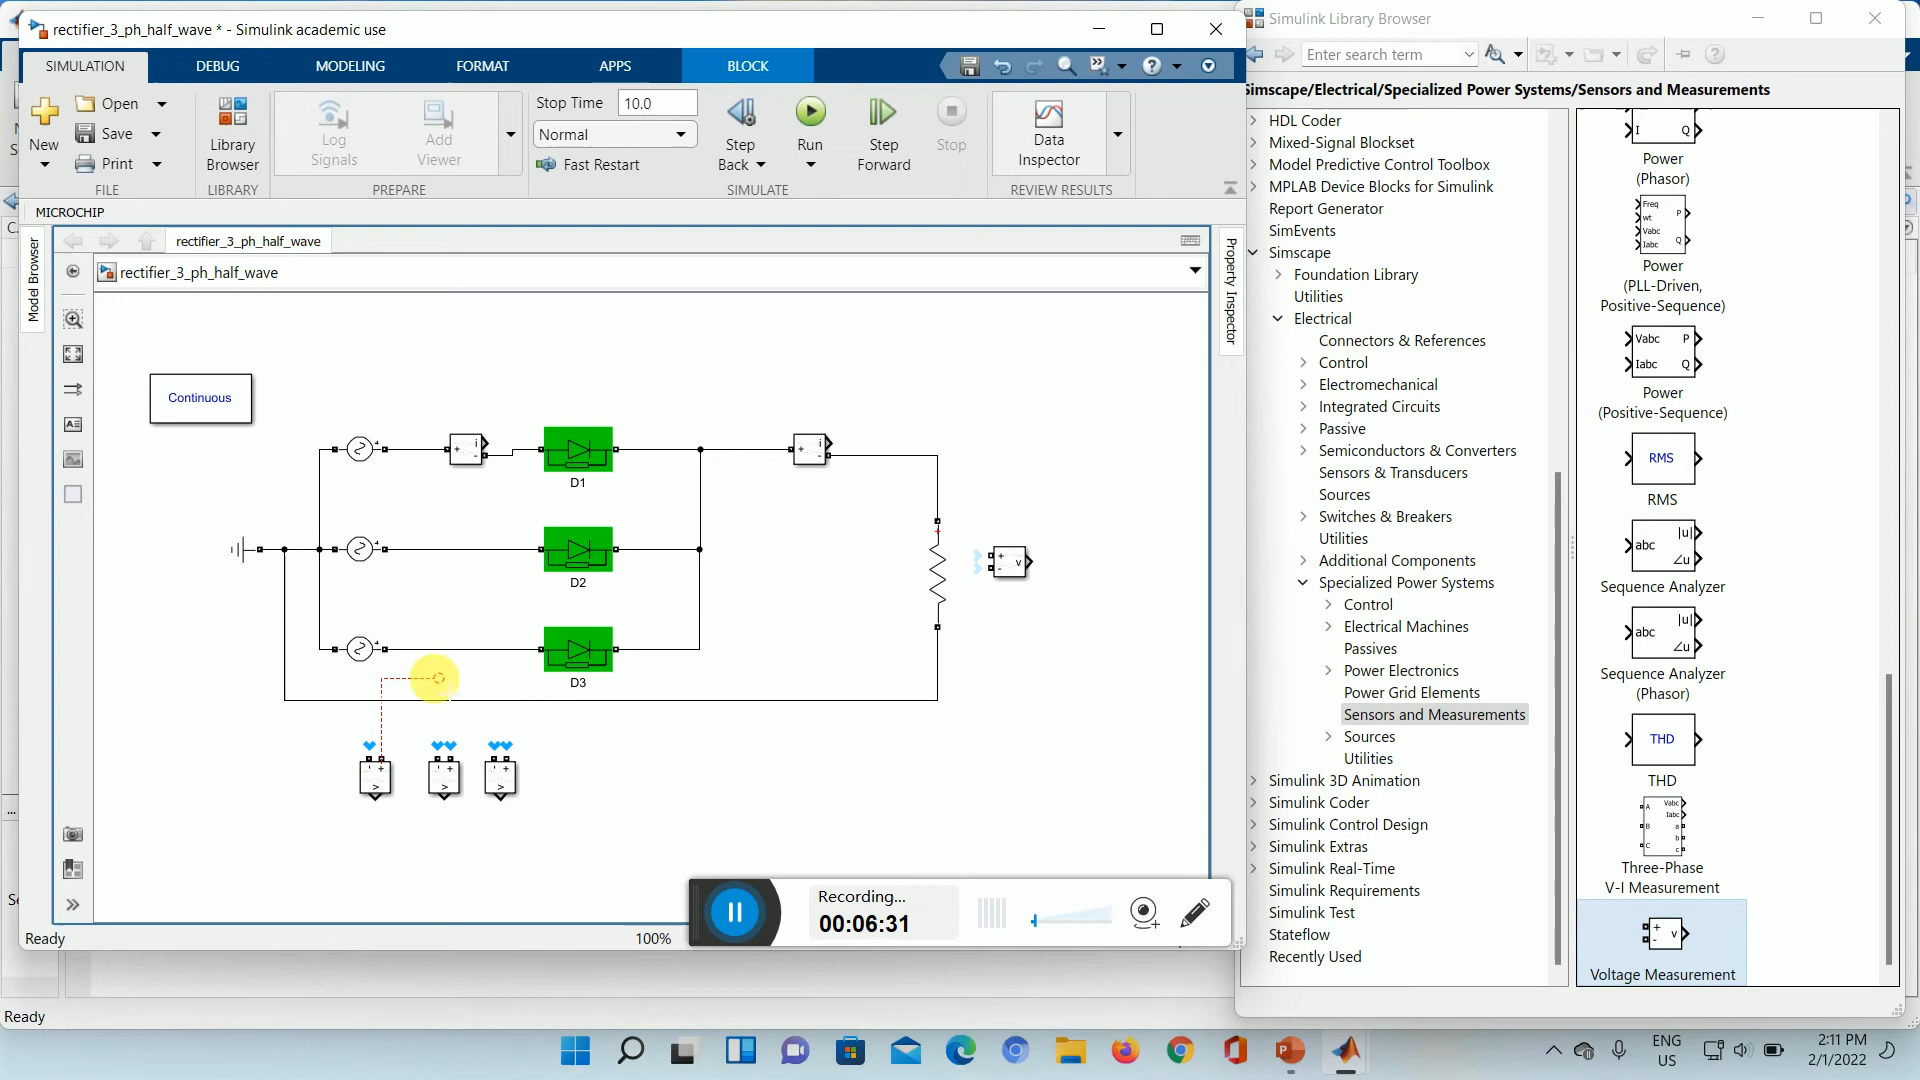 rectifier_3_ph_half_wave * - Simulink academic use
SIMULATION
DEBUG
MODELING
FORMAT
APPS
BLOCK
New
Open
Save
Print
FILE
Library
Browser
LIBRARY
Log
Signals
Add
Viewer
PREPARE
Stop Time 10.0
Normal
Fast Restart
Step
Back
Run
Step
Forward
Stop
SIMULATE
Data
Inspector
REVIEW RESULTS
MICROCHIP
Model Browser
rectifier_3_ph_half_wave
rectifier_3_ph_half_wave
Property Inspector
Continuous
D1
D2
D3
i
+
-
i
+
-
+
-
v
Ready
100%
Recording...
00:06:31
Simulink Library Browser
Enter search term
Simscape/Electrical/Specialized Power Systems/Sensors and Measurements
HDL Coder
Mixed-Signal Blockset
Model Predictive Control Toolbox
MPLAB Device Blocks for Simulink
Report Generator
SimEvents
Simscape
Foundation Library
Utilities
Electrical
Connectors & References
Control
Electromechanical
Integrated Circuits
Passive
Semiconductors & Converters
Sensors & Transducers
Sources
Switches & Breakers
Utilities
Additional Components
Specialized Power Systems
Control
Electrical Machines
Passives
Power Electronics
Power Grid Elements
Sensors and Measurements
Sources
Utilities
Simulink 3D Animation
Simulink Coder
Simulink Control Design
Simulink Extras
Simulink Real-Time
Simulink Requirements
Simulink Test
Stateflow
Recently Used
I Q
Power
(Phasor)
Freq
wt
Vabc
Iabc
P
Q
Power
(PLL-Driven,
Positive-Sequence)
Vabc P
Iabc Q
Power
(Positive-Sequence)
RMS
RMS
abc
|u|
∠u
Sequence Analyzer
abc
|u|
∠u
Sequence Analyzer
(Phasor)
THD
THD
A
B
C
Vabc
Iabc
a
b
c
Three-Phase
V-I Measurement
+
-
v
Voltage Measurement
Ready
ENG
US
2:11 PM
2/1/2022